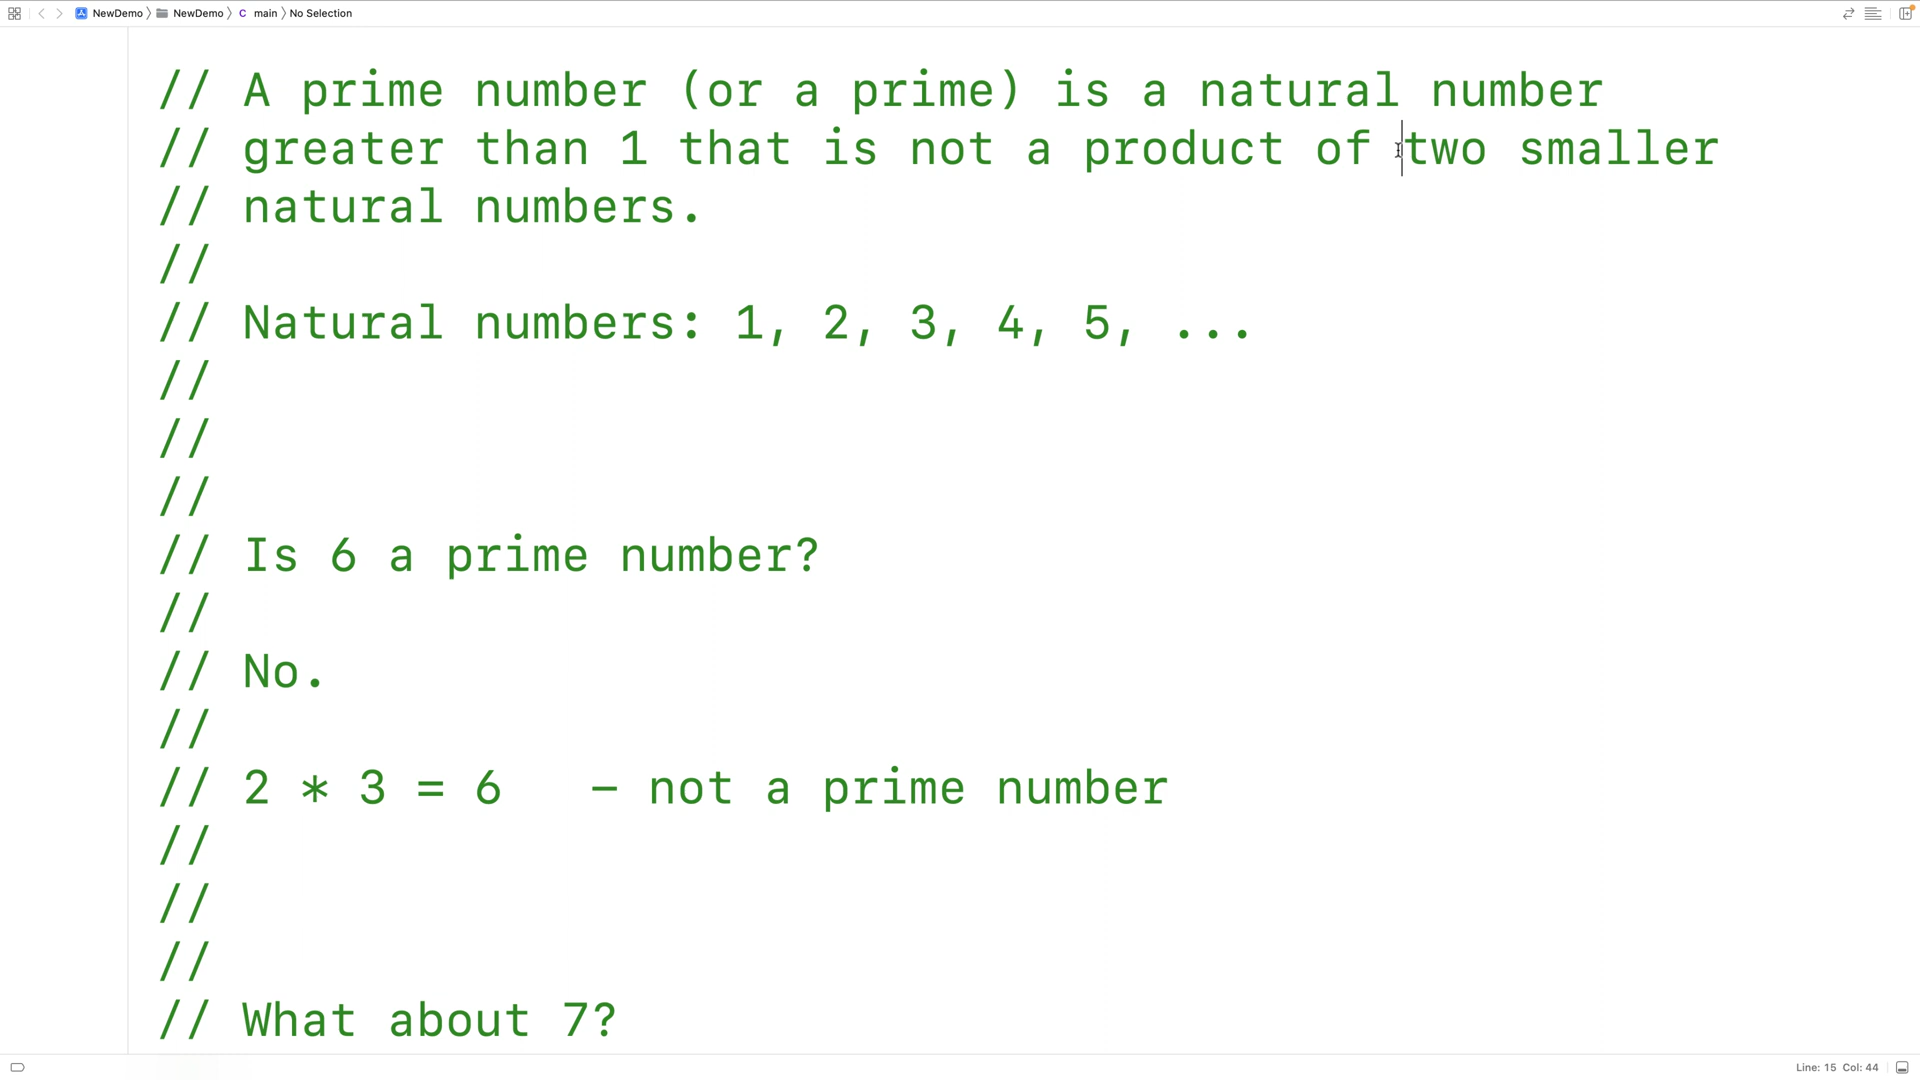 NewDemo NewDemo C main No Selection
// A prime number (or a prime) is a natural number
// greater than 1 that is not a product of two smaller
// natural numbers.
//
// Natural numbers: 1, 2, 3, 4, 5, ...
//
//
//
// Is 6 a prime number?
//
// No.
//
// 2 * 3 = 6   - not a prime number
//
//
//
// What about 7?
Line: 15 Col: 44